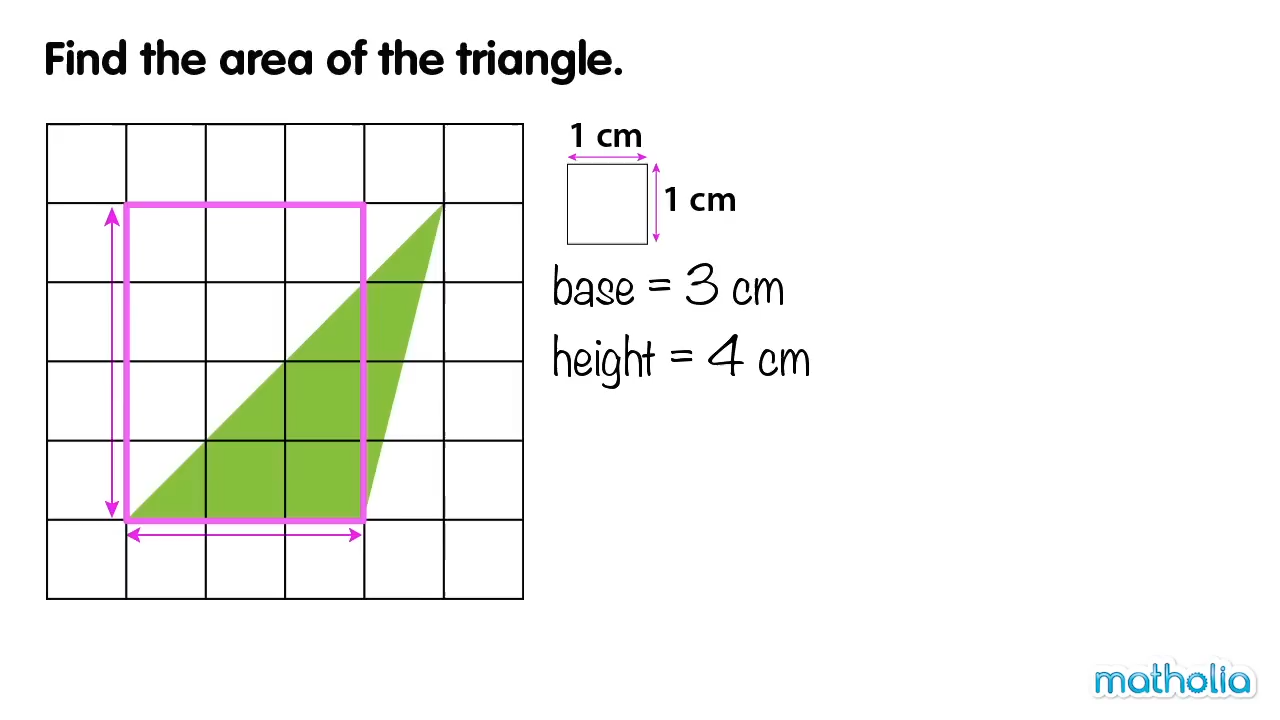 Find the area of the triangle.
1 cm
1 cm
base = 3 cm
height = 4 cm
matholia